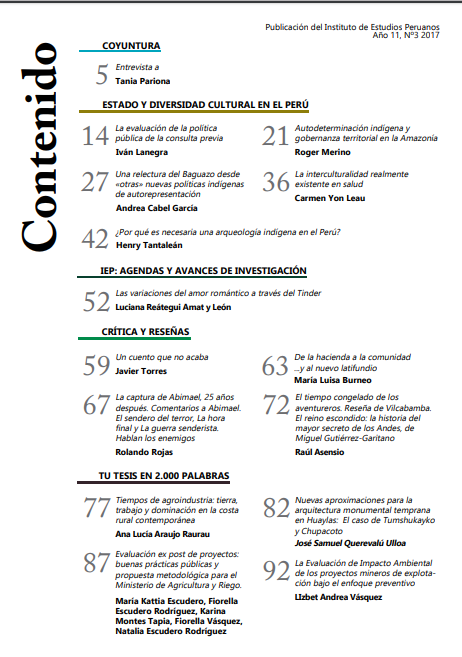 Publicación del Instituto de Estudios Peruanos
Año 11, Nº3 2017
Contenido
COYUNTURA
5
Entrevista a
Tania Pariona
ESTADO Y DIVERSIDAD CULTURAL EN EL PERÚ
14
La evaluación de la política
pública de la consulta previa
Iván Lanegra
21
Autodeterminación indígena y
gobernanza territorial en la Amazonía
Roger Merino
27
Una relectura del Baguazo desde
«otras» nuevas políticas indígenas
de autorepresentación
Andrea Cabel García
36
La interculturalidad realmente
existente en salud
Carmen Yon Leau
42
¿Por qué es necesaria una arqueología indígena en el Perú?
Henry Tantaleán
IEP: AGENDAS Y AVANCES DE INVESTIGACIÓN
52
Las variaciones del amor romántico a través del Tinder
Luciana Reátegui Amat y León
CRÍTICA Y RESEÑAS
59
Un cuento que no acaba
Javier Torres
63
De la hacienda a la comunidad
...y al nuevo latifundio
María Luisa Burneo
67
La captura de Abimael, 25 años
después. Comentarios a Abimael.
El sendero del terror, La hora
final y La guerra senderista.
Hablan los enemigos
Rolando Rojas
72
El tiempo congelado de los
aventureros. Reseña de Vilcabamba.
El reino escondido: la historia del
mayor secreto de los Andes, de
Miguel Gutiérrez-Garitano
Raúl Asensio
TU TESIS EN 2.000 PALABRAS
77
Tiempos de agroindustria: tierra,
trabajo y dominación en la costa
rural contemporánea
Ana Lucía Araujo Raurau
82
Nuevas aproximaciones para la
arquitectura monumental temprana
en Huaylas: El caso de Tumshukayko
y Chupacoto
José Samuel Querevalú Ulloa
87
Evaluación ex post de proyectos:
buenas prácticas públicas y
propuesta metodológica para el
Ministerio de Agricultura y Riego.
María Kattia Escudero, Fiorella
Escudero Rodríguez, Karina
Montes Tapia, Fiorella Vásquez,
Natalia Escudero Rodríguez
92
La Evaluación de Impacto Ambiental
de los proyectos mineros de explota-
ción bajo el enfoque preventivo
LIzbet Andrea Vásquez